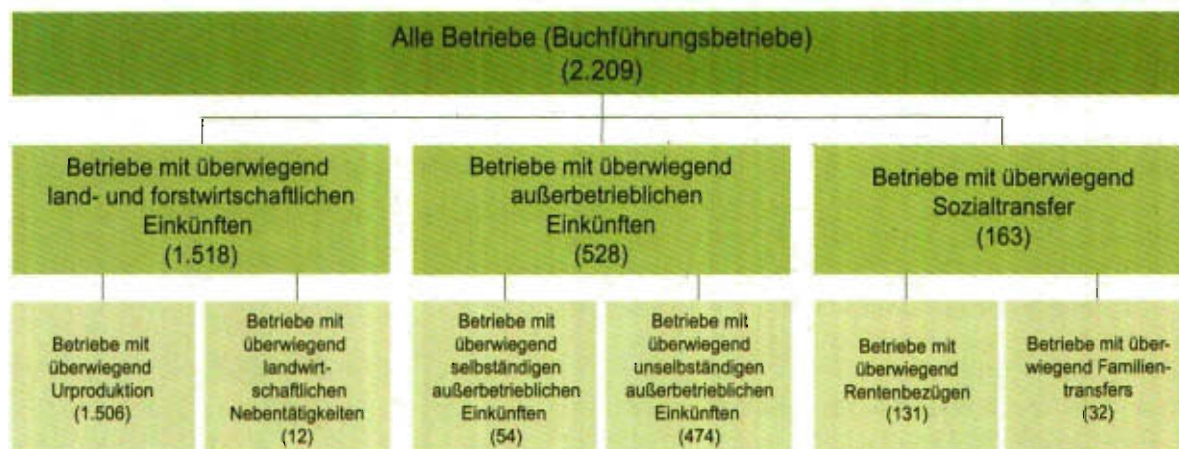 Alle Betriebe (Buchführungsbetriebe)
(2.209)
Betriebe mit überwiegend
land- und forstwirtschaftlichen
Einkünften
(1.518)
Betriebe mit überwiegend
außerbetrieblichen
Einkünften
(528)
Betriebe mit überwiegend
Sozialtransfer
(163)
Betriebe mit
überwiegend
Urproduktion
(1.506)
Betriebe mit
überwiegend
landwirt-
schaftlichen
Nebentätigkeiten
(12)
Betriebe mit
überwiegend
selbständigen
außerbetrieblichen
Einkünften
(54)
Betriebe mit
überwiegend
unselbständigen
außerbetrieblichen
Einkünften
(474)
Betriebe mit
überwiegend
Rentenbezügen
(131)
Betriebe mit über-
wiegend Familien-
transfers
(32)